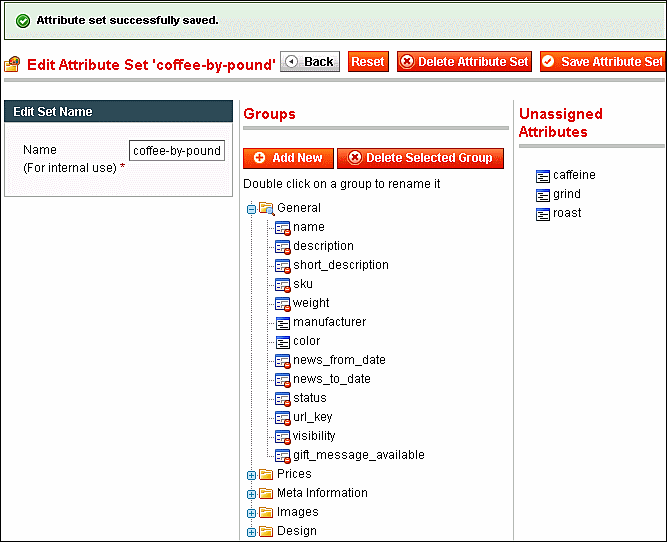 Attribute set successfully saved.
Edit Attribute Set 'coffee-by-pound'
Back
Reset
Delete Attribute Set
Save Attribute Set
Edit Set Name
Name
(For internal use) *
coffee-by-pound
Groups
Add New
Delete Selected Group
Double click on a group to rename it
General
name
description
short_description
sku
weight
manufacturer
color
news_from_date
news_to_date
status
url_key
visibility
gift_message_available
Prices
Meta Information
Images
Design
Unassigned
Attributes
caffeine
grind
roast